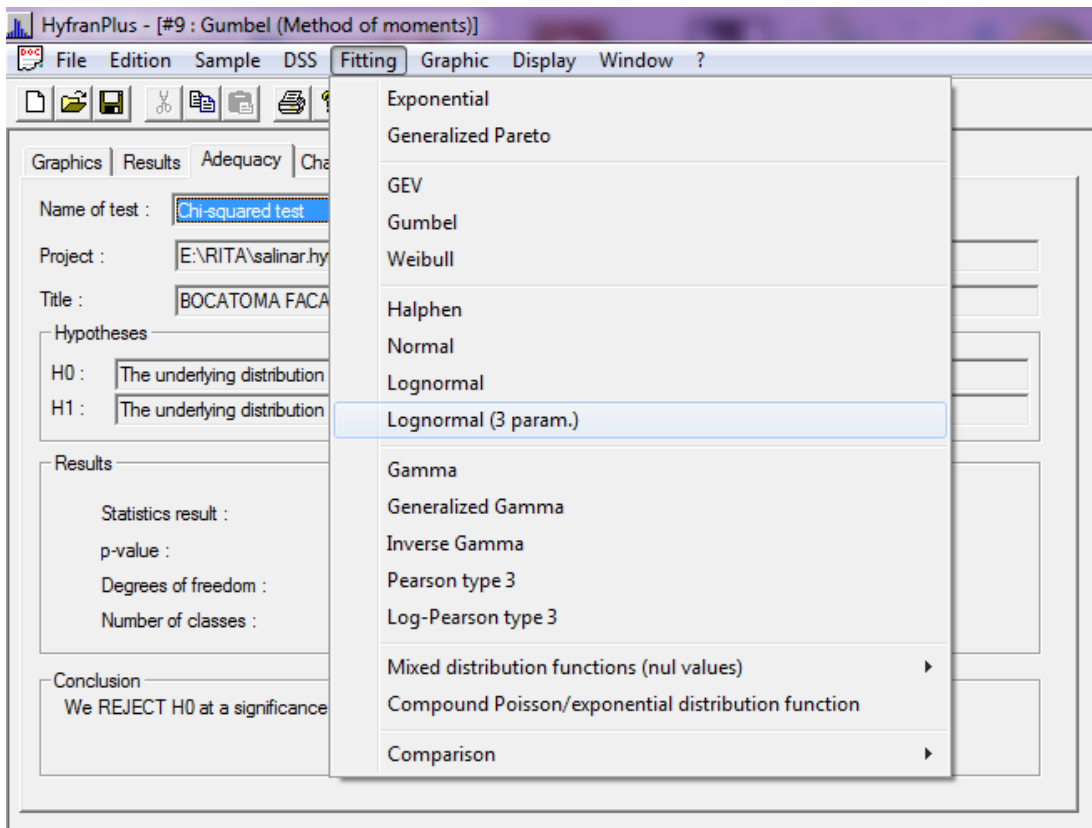 HyfranPlus - [#9 : Gumbel (Method of moments)]
DOC File Edition Sample DSS Fitting Graphic Display Window ?
Graphics Results Adequacy Cha
Name of test : Chi-squared test
Project : E:\RITA\salinar.hy
Title : BOCATOMA FACA
Hypotheses
H0 : The underlying distribution
H1 : The underlying distribution
Results
Statistics result :
p-value :
Degrees of freedom :
Number of classes :
Conclusion
We REJECT H0 at a significance
Exponential
Generalized Pareto
GEV
Gumbel
Weibull
Halphen
Normal
Lognormal
Lognormal (3 param.)
Gamma
Generalized Gamma
Inverse Gamma
Pearson type 3
Log-Pearson type 3
Mixed distribution functions (nul values)
Compound Poisson/exponential distribution function
Comparison